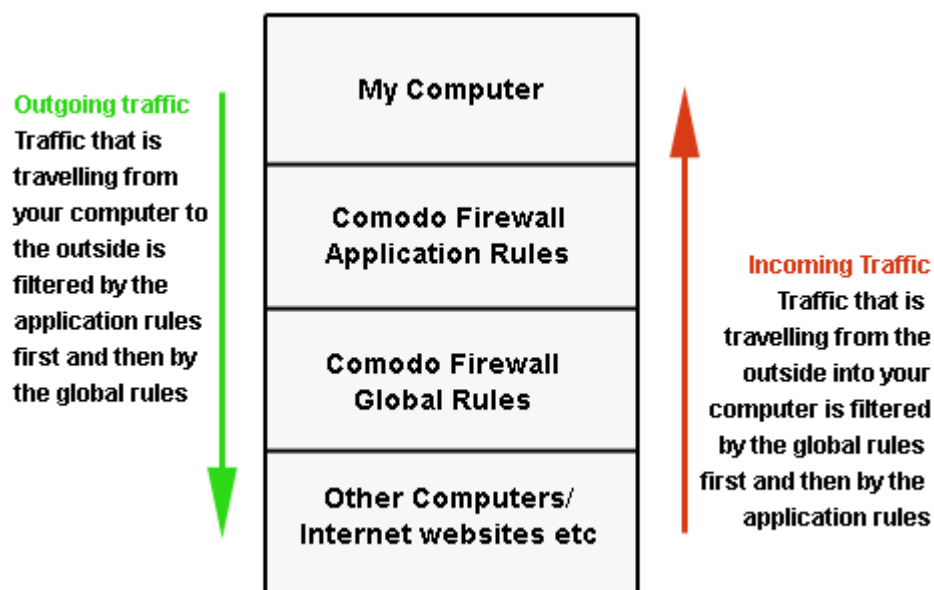 Outgoing traffic
Traffic that is
travelling from
your computer to
the outside is
filtered by the
application rules
first and then by
the global rules
My Computer
Comodo Firewall
Application Rules
Comodo Firewall
Global Rules
Other Computers/
Internet websites etc
Incoming Traffic
Traffic that is
travelling from the
outside into your
computer is filtered
by the global rules
first and then by the
application rules